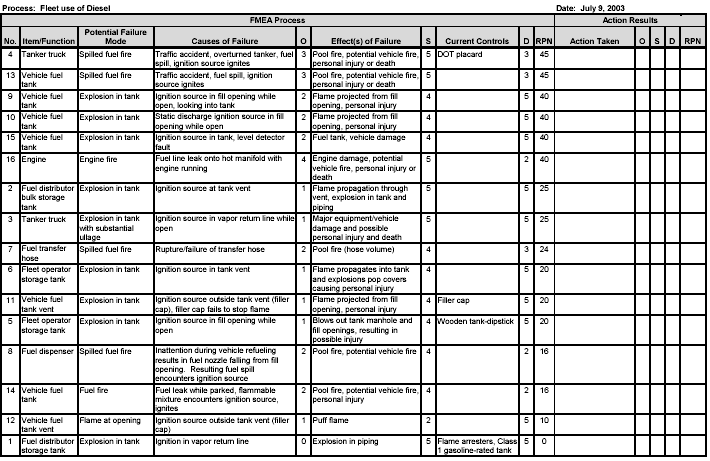 Process: Fleet use of Diesel Date: July 9, 2003
FMEA Process Action Results
No. Item/Function Potential Failure Mode Causes of Failure O Effect(s) of Failure S Current Controls D RPN Action Taken O S D RPN
4 Tanker truck Spilled fuel fire Traffic accident, overturned tanker, fuel spill, ignition source ignites 3 Pool fire, potential vehicle fire, personal injury or death 5 DOT placard 3 45
13 Vehicle fuel tank Spilled fuel fire Traffic accident, fuel spill, ignition source ignites 3 Pool fire, potential vehicle fire, personal injury or death 5 3 45
9 Vehicle fuel tank Explosion in tank Ignition source in fill opening while open, looking into tank 2 Flame projected from fill opening, personal injury 4 5 40
10 Vehicle fuel tank Explosion in tank Static discharge ignition source in fill opening while open 2 Flame projected from fill opening, personal injury 4 5 40
15 Vehicle fuel tank Explosion in tank Ignition source in tank, level detector fault 2 Fuel tank, vehicle damage 4 5 40
16 Engine Engine fire Fuel line leak onto hot manifold with engine running 4 Engine damage, potential vehicle fire, personal injury or death 5 2 40
2 Fuel distributor bulk storage tank Explosion in tank Ignition source at tank vent 1 Flame propagation through vent, explosion in tank and piping 5 5 25
3 Tanker truck Explosion in tank with substantial ullage Ignition source in vapor return line while open 1 Major equipment/vehicle damage and possible personal injury and death 5 5 25
7 Fuel transfer hose Spilled fuel fire Rupture/failure of transfer hose 2 Pool fire (hose volume) 4 3 24
6 Fleet operator storage tank Explosion in tank Ignition source in tank vent 1 Flame propagates into tank and explosions pop covers causing personal injury 4 5 20
11 Vehicle fuel tank vent Explosion in tank Ignition source outside tank vent (filler cap), filler cap fails to stop flame 1 Flame projected from fill opening, personal injury 4 Filler cap 5 20
5 Fleet operator storage tank Explosion in tank Ignition source in fill opening while open 1 Blows out tank manhole and fill openings, resulting in possible injury 4 Wooden tank-dipstick 5 20
8 Fuel dispenser Spilled fuel fire Inattention during vehicle refueling results in fuel nozzle falling from fill opening. Resulting fuel spill encounters ignition source 2 Pool fire, potential vehicle fire 4 2 16
14 Vehicle fuel tank Fuel fire Fuel leak while parked, flammable mixture encounters ignition source, ignites 2 Pool fire, potential vehicle fire, personal injury 4 2 16
12 Vehicle fuel tank vent Flame at opening Ignition source outside tank vent (filler cap) 1 Puff flame 2 5 10
1 Fuel distributor storage tank Explosion in tank Ignition in vapor return line 0 Explosion in piping 5 Flame arresters, Class 1 gasoline-rated tank 5 0